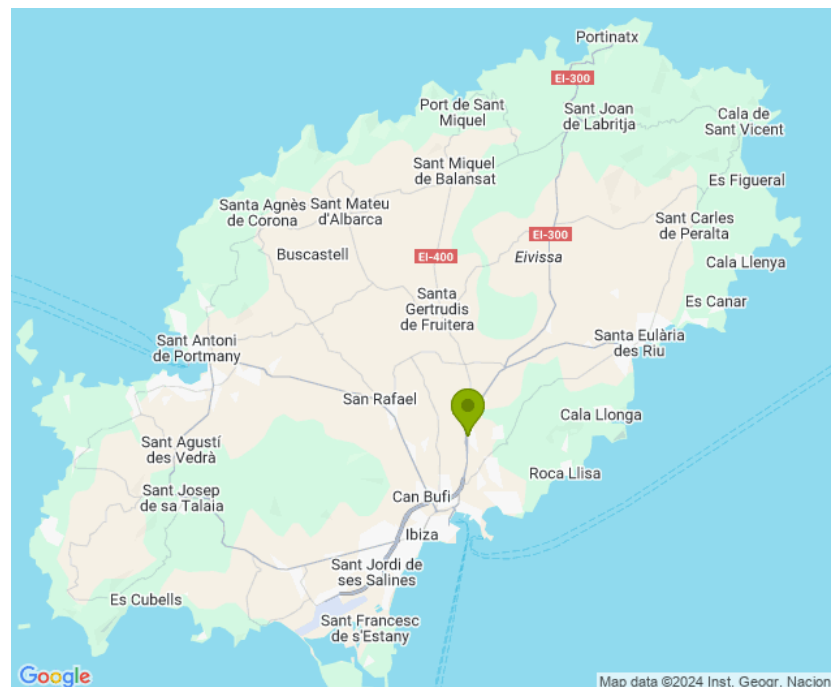 Portinatx
EI-300
Port de Sant
Miquel
Sant Joan
de Labritja
Cala de
Sant Vicent
Sant Miquel
de Balansat
Es Figueral
Santa Agnès
de Corona
Sant Mateu
d'Albarca
Sant Carles
de Peralta
EI-300
Buscastell
EI-400
Eivissa
Cala Llenya
Santa
Gertrudis
de Fruitera
Es Canar
Sant Antoni
de Portmany
Santa Eulària
des Riu
San Rafael
Cala Llonga
Sant Agustí
des Vedrà
Roca Llisa
Sant Josep
de sa Talaia
Can Bufi
Ibiza
Sant Jordi de
ses Salines
Es Cubells
Sant Francesc
de s'Estany
Google
Map data ©2024 Inst. Geogr. Nacion